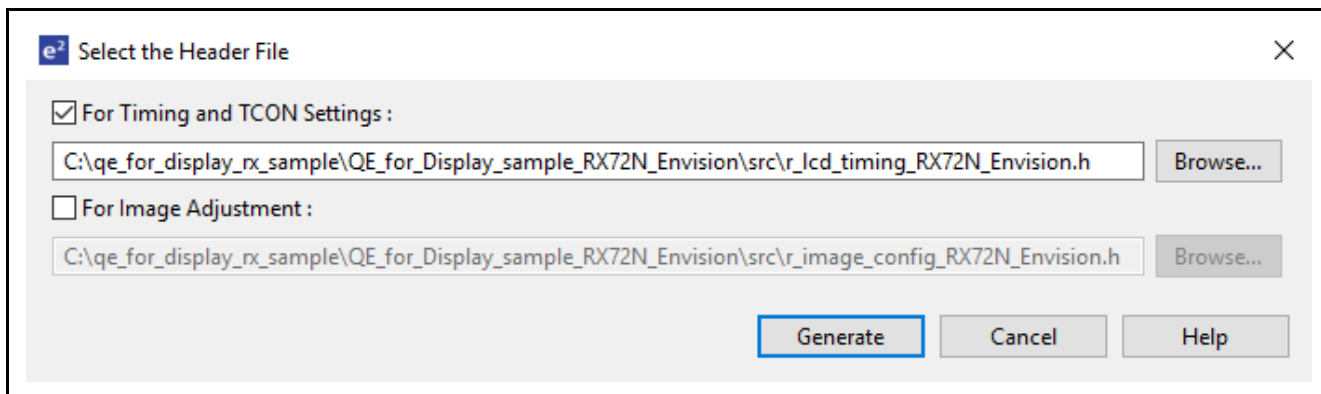 e² Select the Header File
For Timing and TCON Settings :
C:\qe_for_display_rx_sample\QE_for_Display_sample_RX72N_Envision\src\r_lcd_timing_RX72N_Envision.h Browse...
For Image Adjustment :
C:\qe_for_display_rx_sample\QE_for_Display_sample_RX72N_Envision\src\r_image_config_RX72N_Envision.h Browse...
Generate Cancel Help